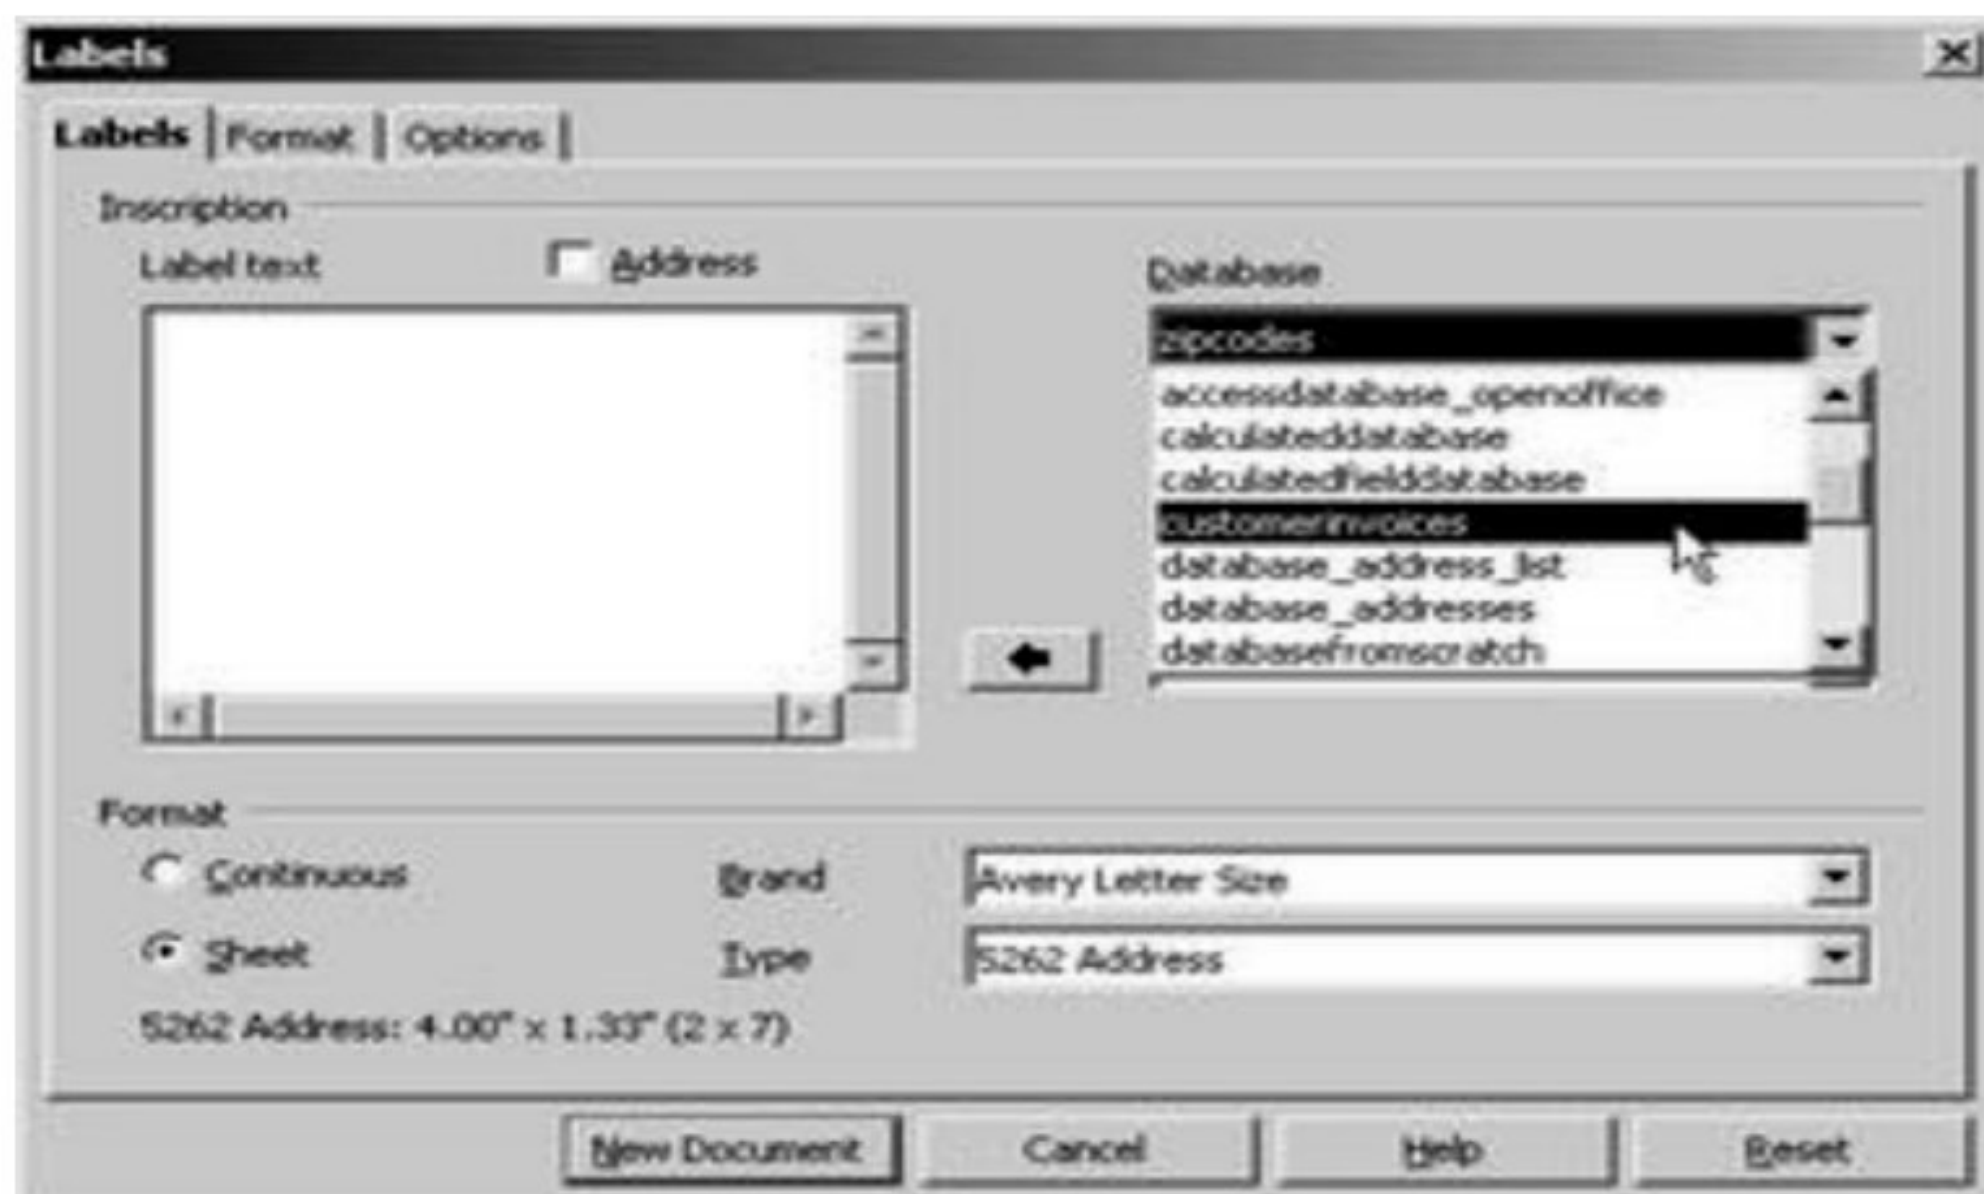 Labels
Labels Format Options
Inscription
Label text Address
Database
zipcodes
accessdatabase_openoffice
calculateddatabase
calculatedfielddatabase
customerinvoices
database_address_list
database_addresses
databasefromscratch
Format
Continuous Brand Avery Letter Size
Sheet Type 5262 Address
5262 Address: 4.00" x 1.33" (2 x 7)
New Document Cancel Help Reset